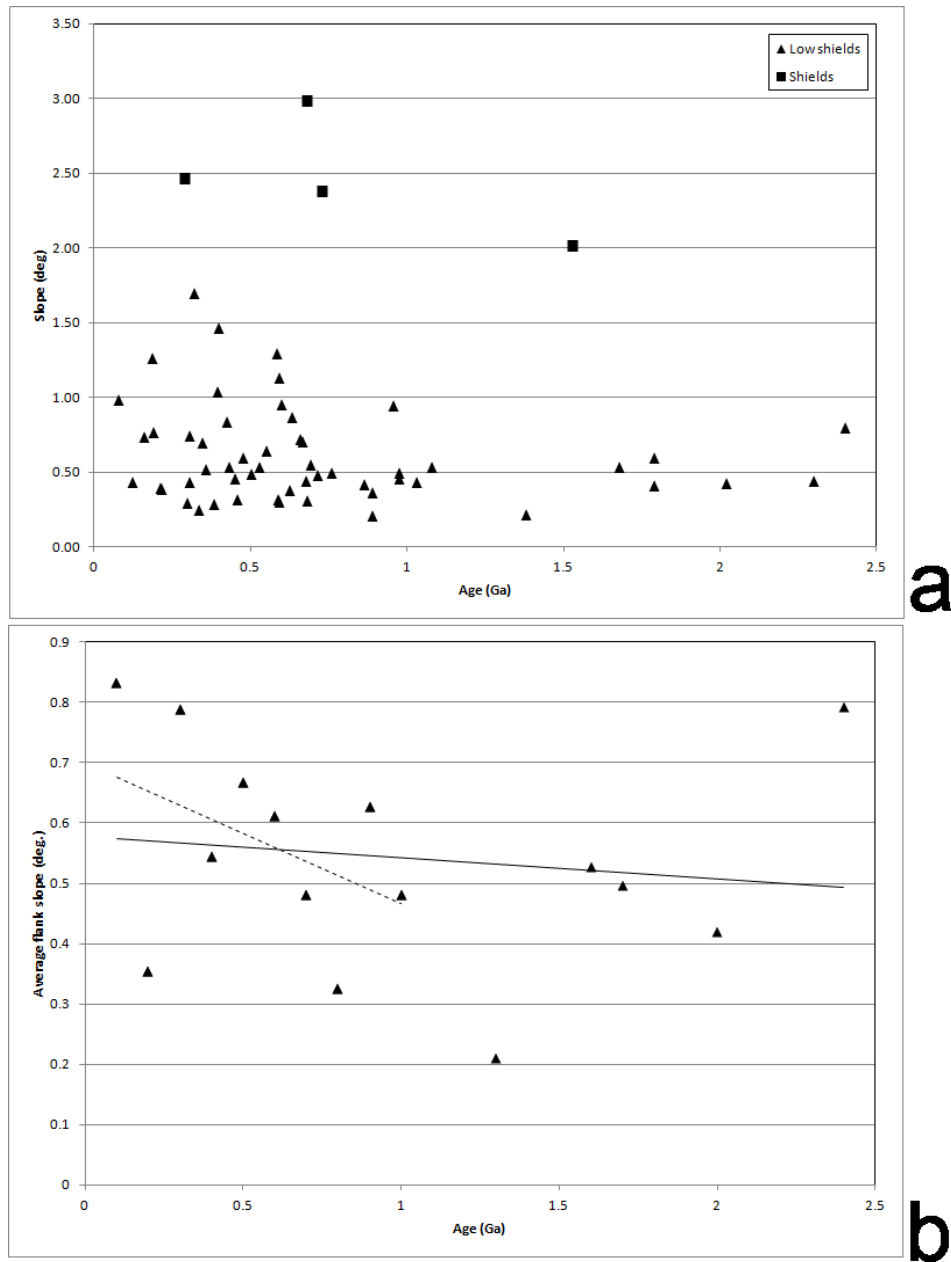 3.50
Low shields
Shields
3.00
2.50
2.00
Slope (deg)
1.50
1.00
0.50
0.00
0 0.5 1 1.5 2 2.5
Age (Ga)
a
0.9
0.8
0.7
0.6
0.5
Average flank slope (deg.)
0.4
0.3
0.2
0.1
0
0 0.5 1 1.5 2 2.5
Age (Ga)
b